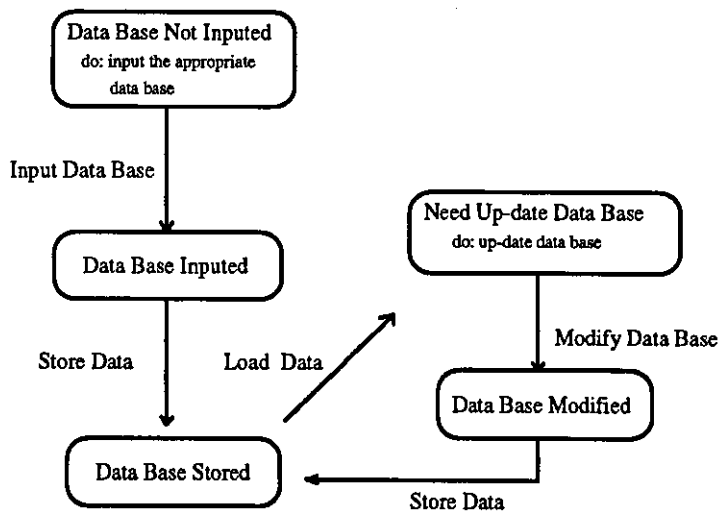 Data Base Not Inputed
do: input the appropriate
data base
Input Data Base
Data Base Inputed
Store Data
Data Base Stored
Load Data
Need Up-date Data Base
do: up-date data base
Modify Data Base
Data Base Modified
Store Data